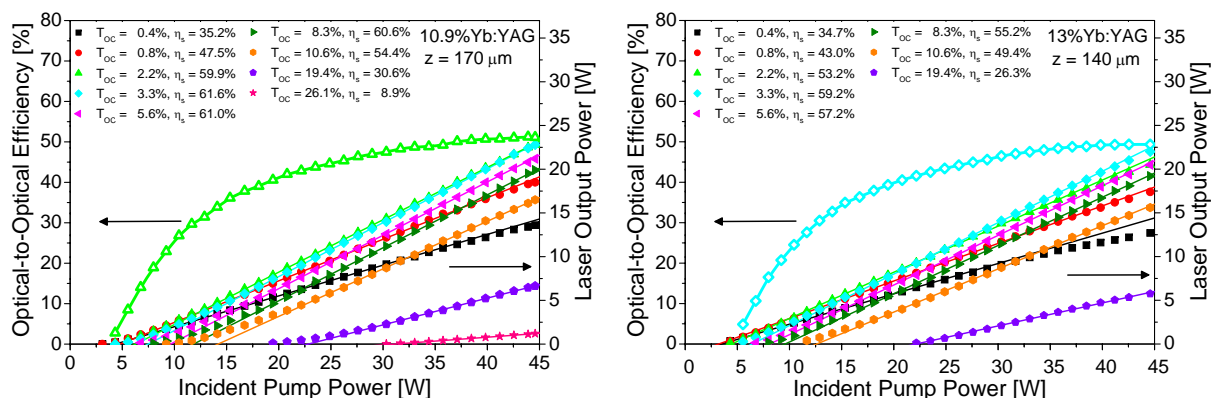 10.9%Yb:YAG
z = 170 μm
T_OC = 0.4%, η_s = 35.2%
T_OC = 0.8%, η_s = 47.5%
T_OC = 2.2%, η_s = 59.9%
T_OC = 3.3%, η_s = 61.6%
T_OC = 5.6%, η_s = 61.0%
T_OC = 8.3%, η_s = 60.6%
T_OC = 10.6%, η_s = 54.4%
T_OC = 19.4%, η_s = 30.6%
T_OC = 26.1%, η_s = 8.9%
Optical-to-Optical Efficiency [%]
80
70
60
50
40
30
20
10
0
0 5 10 15 20 25 30 35 40 45
Incident Pump Power [W]
35
30
25
20
15
10
5
0
Laser Output Power [W]
13%Yb:YAG
z = 140 μm
T_OC = 0.4%, η_s = 34.7%
T_OC = 0.8%, η_s = 43.0%
T_OC = 2.2%, η_s = 53.2%
T_OC = 3.3%, η_s = 59.2%
T_OC = 5.6%, η_s = 57.2%
T_OC = 8.3%, η_s = 55.2%
T_OC = 10.6%, η_s = 49.4%
T_OC = 19.4%, η_s = 26.3%
Optical-to-Optical Efficiency [%]
80
70
60
50
40
30
20
10
0
0 5 10 15 20 25 30 35 40 45
Incident Pump Power [W]
35
30
25
20
15
10
5
0
Laser Output Power [W]